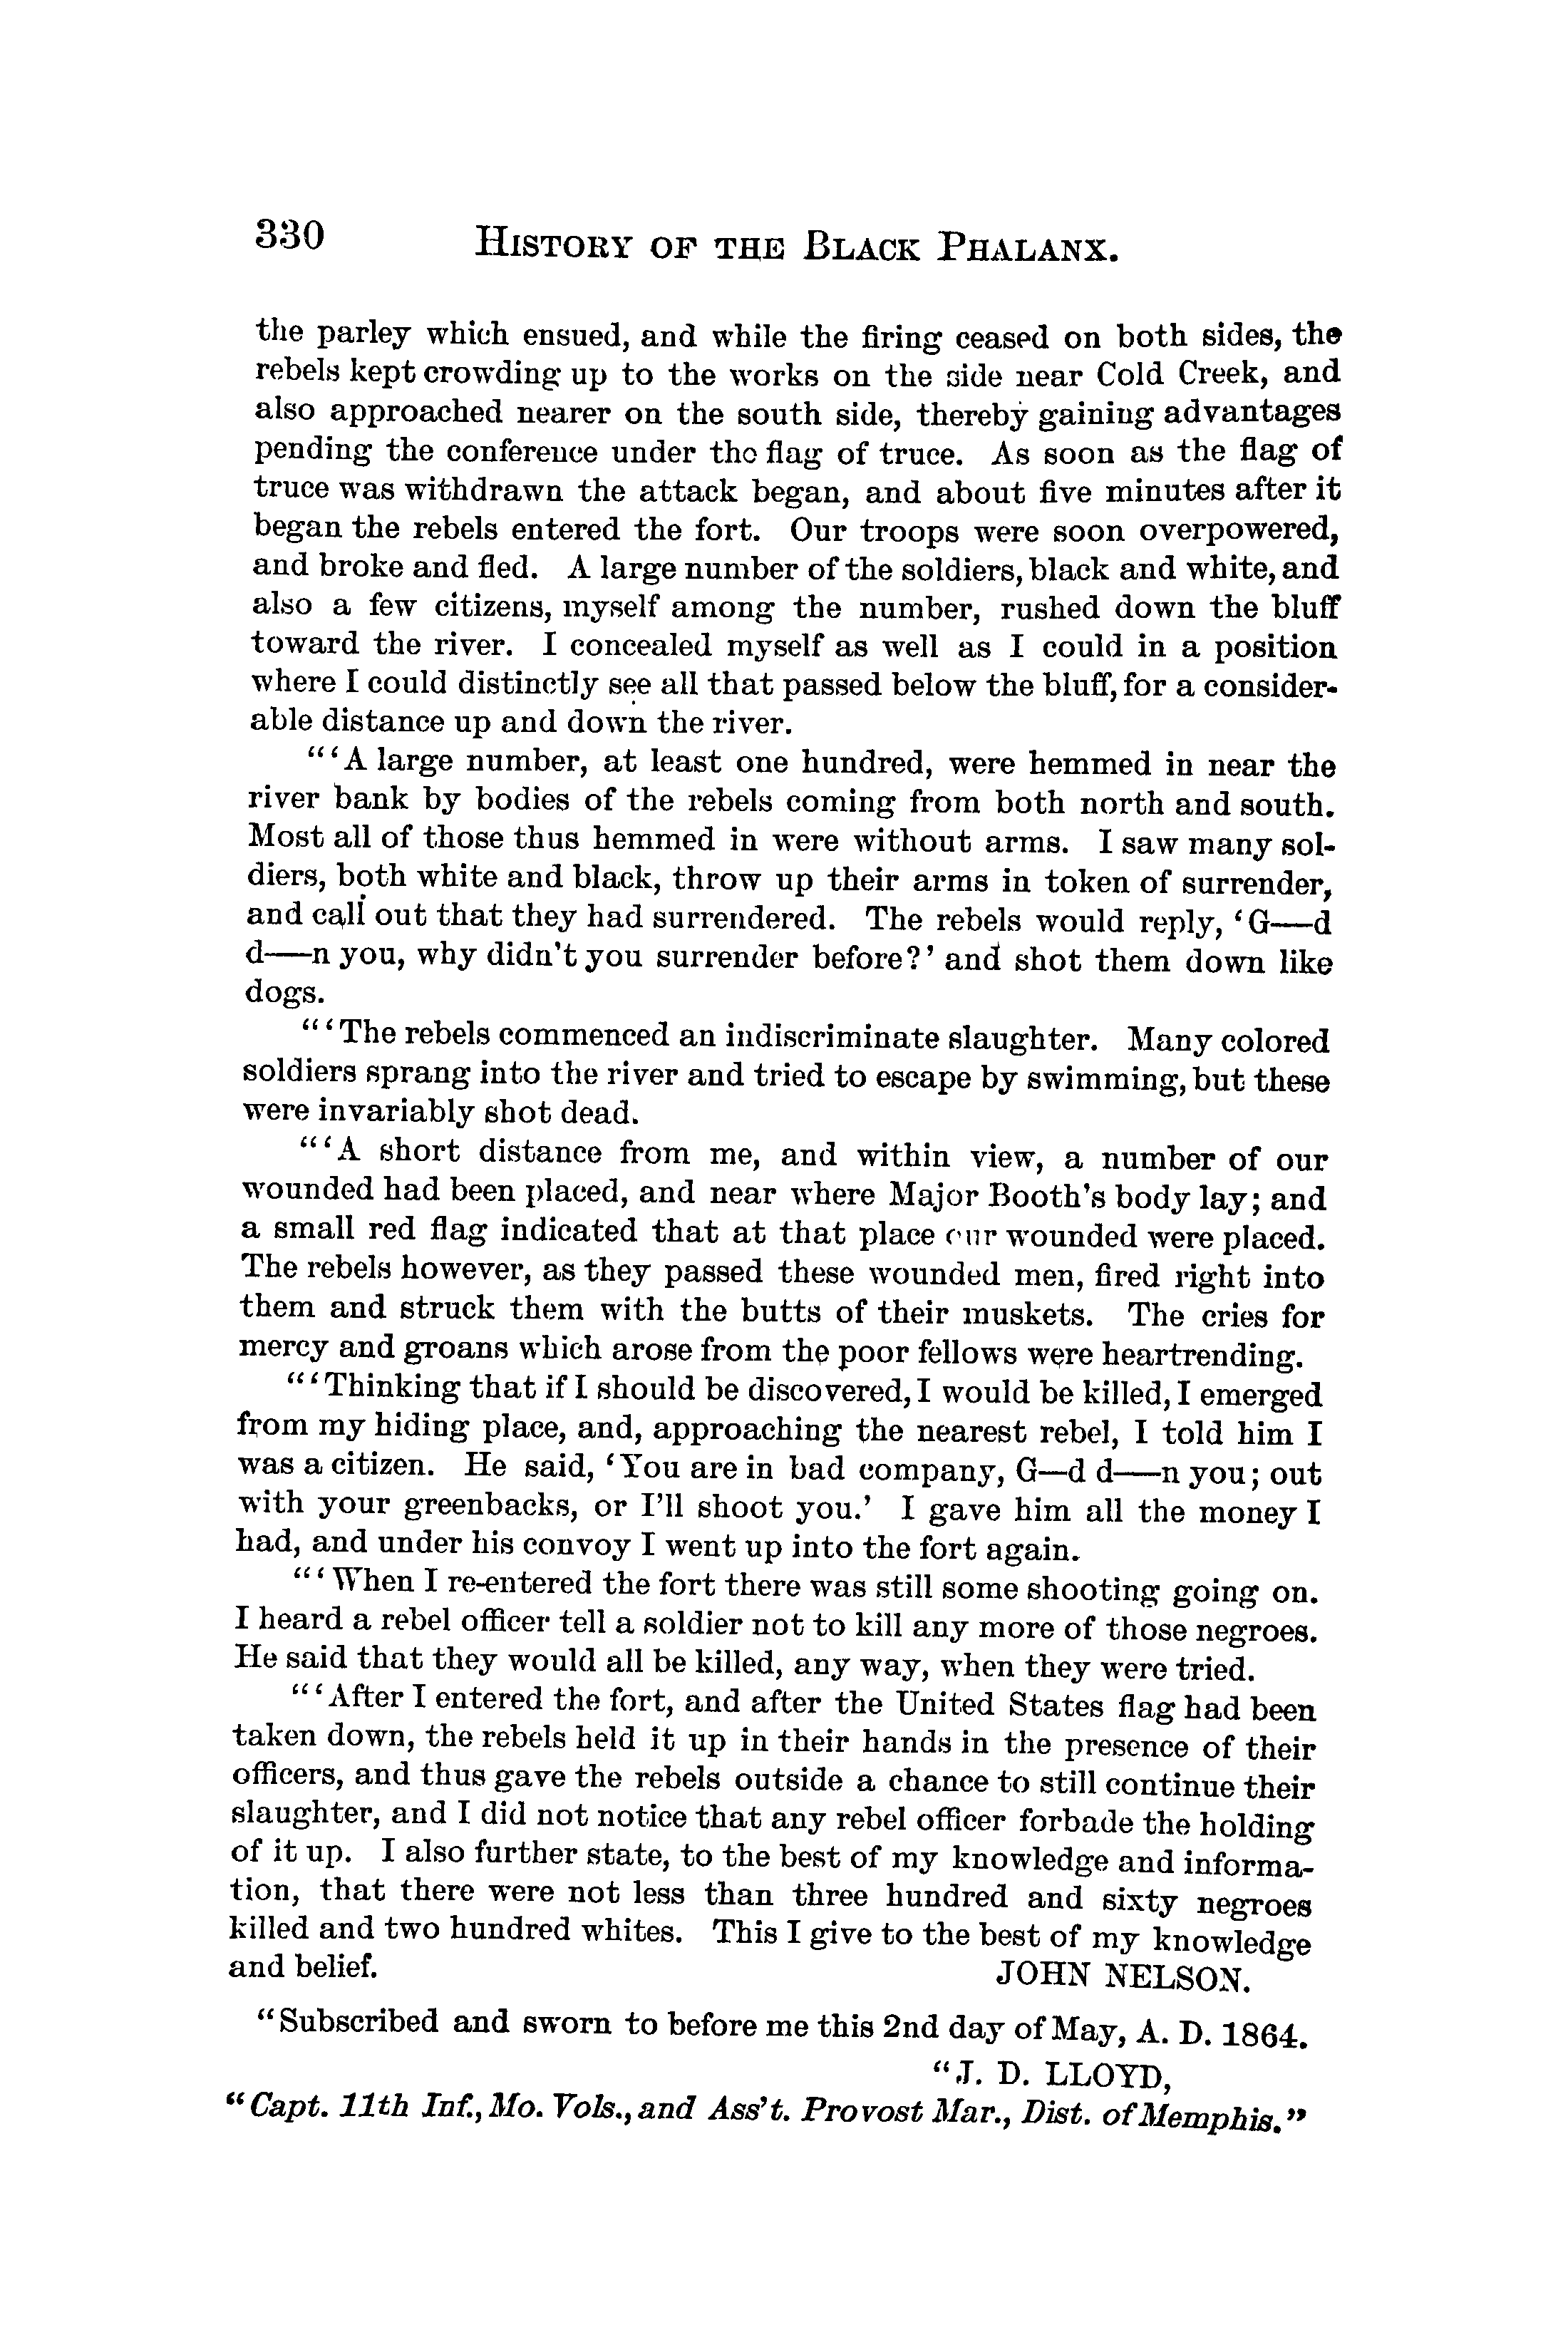 330 HISTORY OF THE BLACK PHALANX.
the parley which ensued, and while the firing ceased on both sides, the
rebels kept crowding up to the works on the side near Cold Creek, and
also approached nearer on the south side, thereby gaining advantages
pending the conference under the flag of truce. As soon as the flag of
truce was withdrawn the attack began, and about five minutes after it
began the rebels entered the fort. Our troops were soon overpowered,
and broke and fled. A large number of the soldiers, black and white, and
also a few citizens, myself among the number, rushed down the bluff
toward the river. I concealed myself as well as I could in a position
where I could distinctly see all that passed below the bluff, for a consider-
able distance up and down the river.
"'A large number, at least one hundred, were hemmed in near the
river bank by bodies of the rebels coming from both north and south.
Most all of those thus hemmed in were without arms. I saw many sol-
diers, both white and black, throw up their arms in token of surrender,
and call out that they had surrendered. The rebels would reply, 'G—d
d—n you, why didn't you surrender before?' and shot them down like
dogs.
"'The rebels commenced an indiscriminate slaughter. Many colored
soldiers sprang into the river and tried to escape by swimming, but these
were invariably shot dead.
"'A short distance from me, and within view, a number of our
wounded had been placed, and near where Major Booth's body lay; and
a small red flag indicated that at that place our wounded were placed.
The rebels however, as they passed these wounded men, fired right into
them and struck them with the butts of their muskets. The cries for
mercy and groans which arose from the poor fellows were heartrending.
"'Thinking that if I should be discovered, I would be killed, I emerged
from my hiding place, and, approaching the nearest rebel, I told him I
was a citizen. He said, 'You are in bad company, G—d d—n you; out
with your greenbacks, or I'll shoot you.' I gave him all the money I
had, and under his convoy I went up into the fort again.
"'When I re-entered the fort there was still some shooting going on.
I heard a rebel officer tell a soldier not to kill any more of those negroes.
He said that they would all be killed, any way, when they were tried.
"'After I entered the fort, and after the United States flag had been
taken down, the rebels held it up in their hands in the presence of their
officers, and thus gave the rebels outside a chance to still continue their
slaughter, and I did not notice that any rebel officer forbade the holding
of it up. I also further state, to the best of my knowledge and informa-
tion, that there were not less than three hundred and sixty negroes
killed and two hundred whites. This I give to the best of my knowledge
and belief. JOHN NELSON.
"Subscribed and sworn to before me this 2nd day of May, A. D. 1864.
"J. D. LLOYD,
"Capt. 11th Inf., Mo. Vols., and Ass't. Provost Mar., Dist. of Memphis."